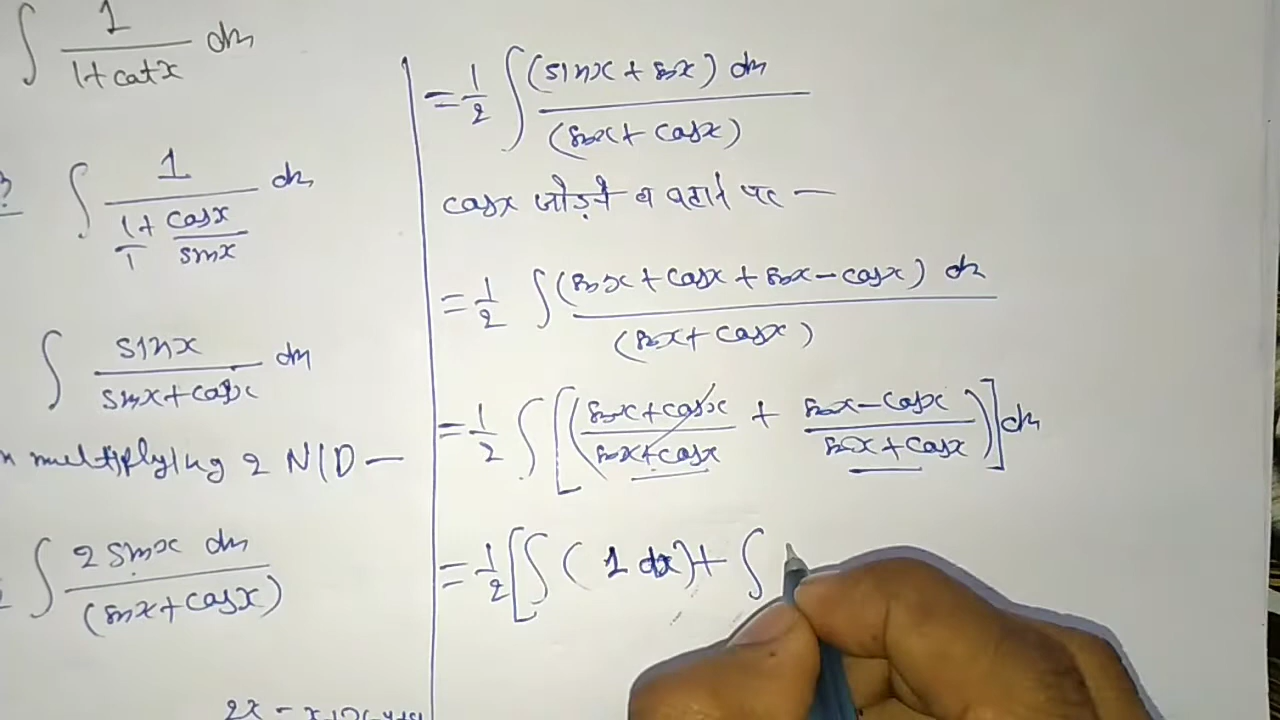 ∫ 1/(1+cotx) dx
? ∫ 1/(1/1 + cosx/sinx) dx
∫ sinx/(sinx+cosx) dx
n multiplying 2 N/D —
∫ 2 sinx dx/(sinx+cosx)
= 1/2 ∫ (sinx + sinx) dx/(sinx + cosx)
cosx जोड़ने व घटाने पर —
= 1/2 ∫ (sinx + cosx + sinx - cosx) dx/(sinx + cosx)
= 1/2 ∫ [(sinx+cosx/sinx+cosx + sinx-cosx/sinx+cosx)] dx
= 1/2 [∫ (1 dx) + ∫